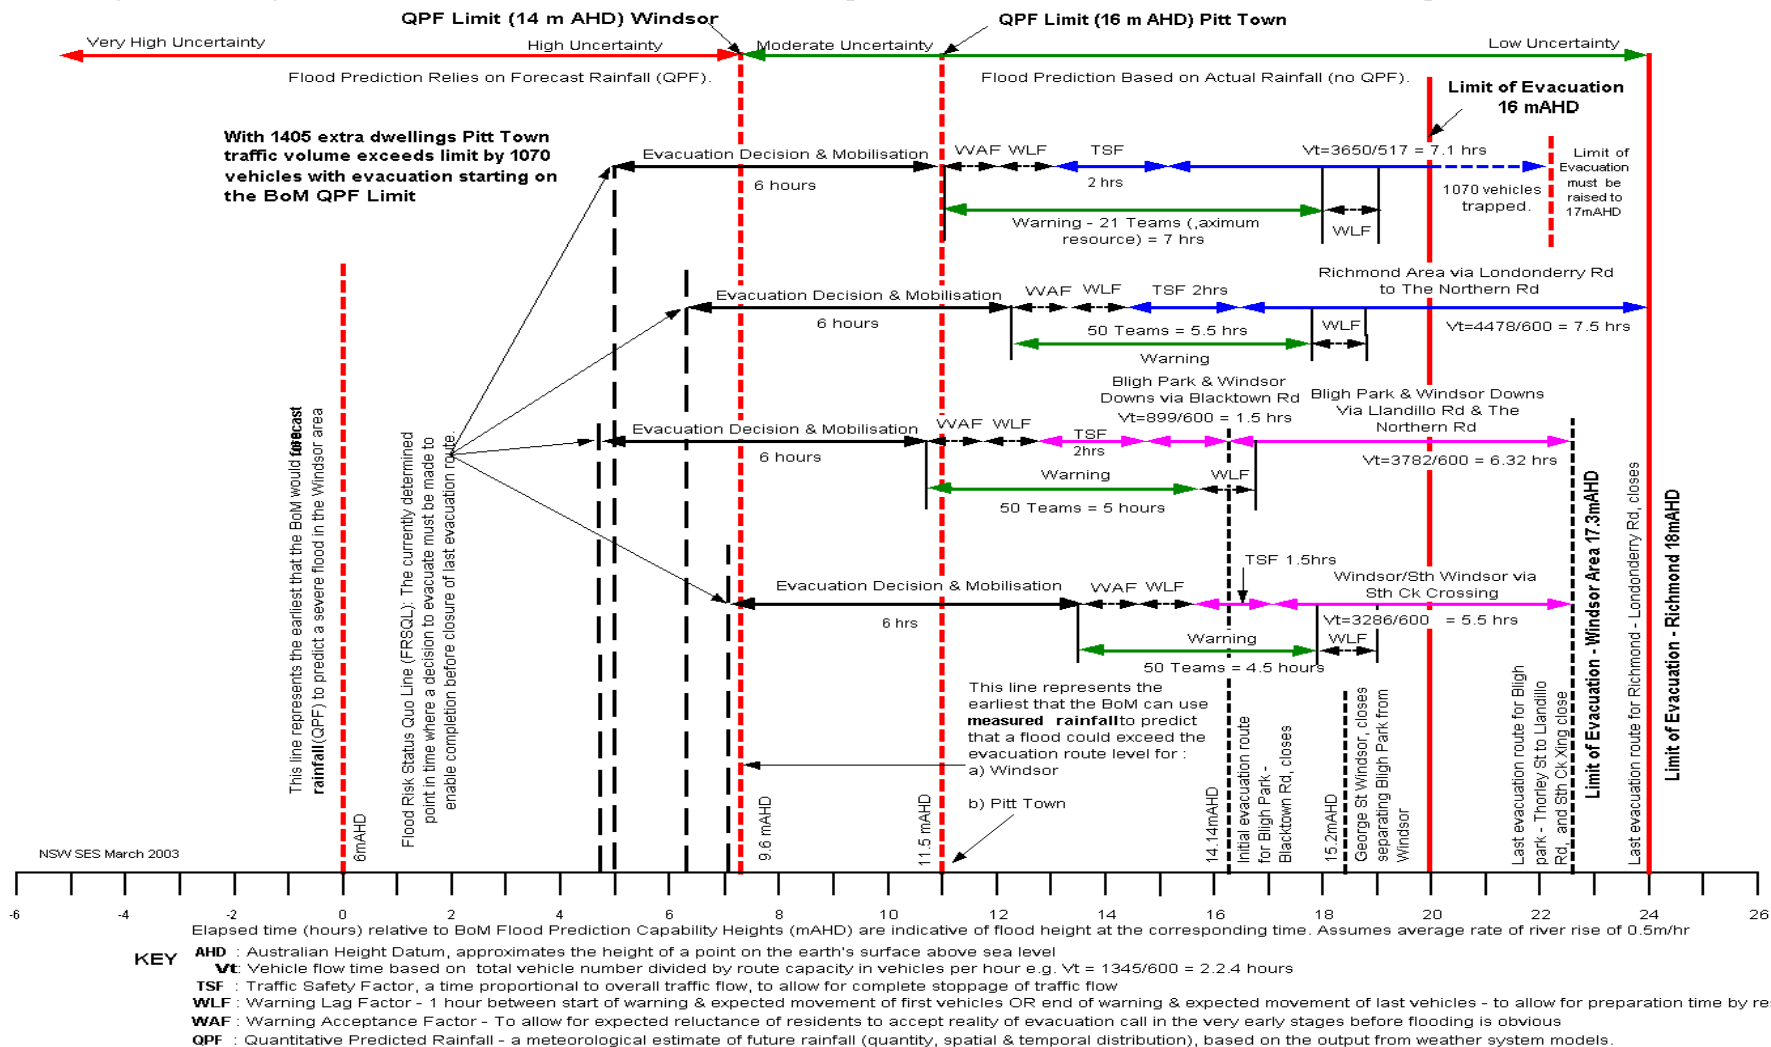 QPF Limit (14 m AHD) Windsor
QPF Limit (16 m AHD) Pitt Town
Very High Uncertainty
High Uncertainty
Moderate Uncertainty
Low Uncertainty
Flood Prediction Relies on Forecast Rainfall (QPF).
Flood Prediction Based on Actual Rainfall (no QPF).
Limit of Evacuation
16 mAHD
With 1405 extra dwellings Pitt Town
traffic volume exceeds limit by 1070
vehicles with evacuation starting on
the BoM QPF Limit
Evacuation Decision & Mobilisation
6 hours
WAF
WLF
TSF
2 hrs
Vt=3650/517 = 7.1 hrs
Limit of
Evacuation
must be
raised to
17mAHD
1070 vehicles
trapped.
Warning - 21 Teams (,aximum
resource) = 7 hrs
WLF
Richmond Area via Londonderry Rd
to The Northern Rd
Evacuation Decision & Mobilisation
6 hours
WAF
WLF
TSF 2hrs
Vt=4478/600 = 7.5 hrs
50 Teams = 5.5 hrs
Warning
WLF
Bligh Park & Windsor
Downs via Blacktown Rd
Vt=899/600 = 1.5 hrs
Bligh Park & Windsor Downs
Via Llandillo Rd & The
Northern Rd
Evacuation Decision & Mobilisation
6 hours
WAF
WLF
TSF
2hrs
Vt=3782/600 = 6.32 hrs
Warning
50 Teams = 5 hours
WLF
TSF 1.5hrs
Evacuation Decision & Mobilisation
6 hrs
WAF
WLF
Windsor/Sth Windsor via
Sth Ck Crossing
Vt=3286/600 = 5.5 hrs
Warning
50 Teams = 4.5 hours
WLF
This line represents the earliest that the BoM would forecast
rainfall (QPF) to predict a severe flood in the Windsor area
6mAHD
Flood Risk Status Quo Line (FRSQL): The currently determined
point in time where a decision to evacuate must be made to
enable completion before closure of last evacuation route.
This line represents the
earliest that the BoM can use
measured rainfall to predict
that a flood could exceed the
evacuation route level for :
a) Windsor
b) Pitt Town
9.6 mAHD
11.5 mAHD
14.14mAHD
Initial evacuation route
for Bligh Park -
Blacktown Rd, closes
15.2mAHD
George St Windsor, closes
separating Bligh Park from
Windsor
Last evacuation route for Bligh
park - Thorley St to Llandillo
Rd, and Sth Ck Xing close
Limit of Evacuation -Windsor Area 17.3mAHD
Last evacuation route for Richmond - Londonderry Rd, closes
Limit of Evacuation - Richmond 18mAHD
NSW SES March 2003
-6 -4 -2 0 2 4 6 8 10 12 14 16 18 20 22 24 26
Elapsed time (hours) relative to BoM Flood Prediction Capability Heights (mAHD) are indicative of flood height at the corresponding time. Assumes average rate of river rise of 0.5m/hr
KEY
AHD : Australian Height Datum, approximates the height of a point on the earth's surface above sea level
Vt: Vehicle flow time based on total vehicle number divided by route capacity in vehicles per hour e.g. Vt = 1345/600 = 2.2.4 hours
TSF : Traffic Safety Factor, a time proportional to overall traffic flow, to allow for complete stoppage of traffic flow
WLF : Warning Lag Factor - 1 hour between start of warning & expected movement of first vehicles OR end of warning & expected movement of last vehicles - to allow for preparation time by re
WAF : Warning Acceptance Factor - To allow for expected reluctance of residents to accept reality of evacuation call in the very early stages before flooding is obvious
QPF : Quantitative Predicted Rainfall - a meteorological estimate of future rainfall (quantity, spatial & temporal distribution), based on the output from weather system models.